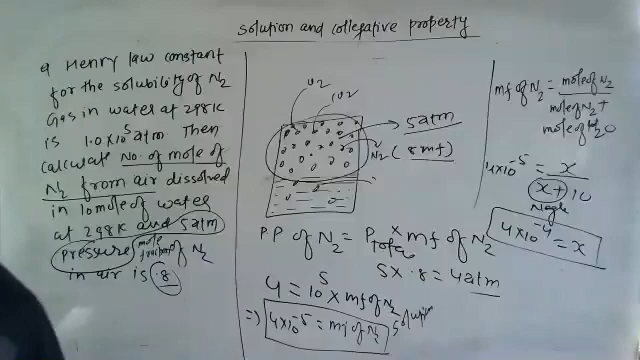 solution and collegative property
q Henry law constant
for the solubility of N2
Gas in water at 298K
is 1.0×10^5 atm. Then
calculate No. of mole of
N2 from air dissolved
in 10 mole of water
at 298K and 5atm
pressure mole fraction of N2
in air is .8
5atm
N2 (.8 mf)
PP of N2 = Ptotal × mf of N2
5× .8 = 4atm
4 = 10^5 × mf of N2
⇒ 4×10^-5 = mf of N2 solution
mf of N2 = mole of N2
mole of N2 +
mole of H2O
4×10^-5 = x
x + 10
Negle
4×10^-4 = x